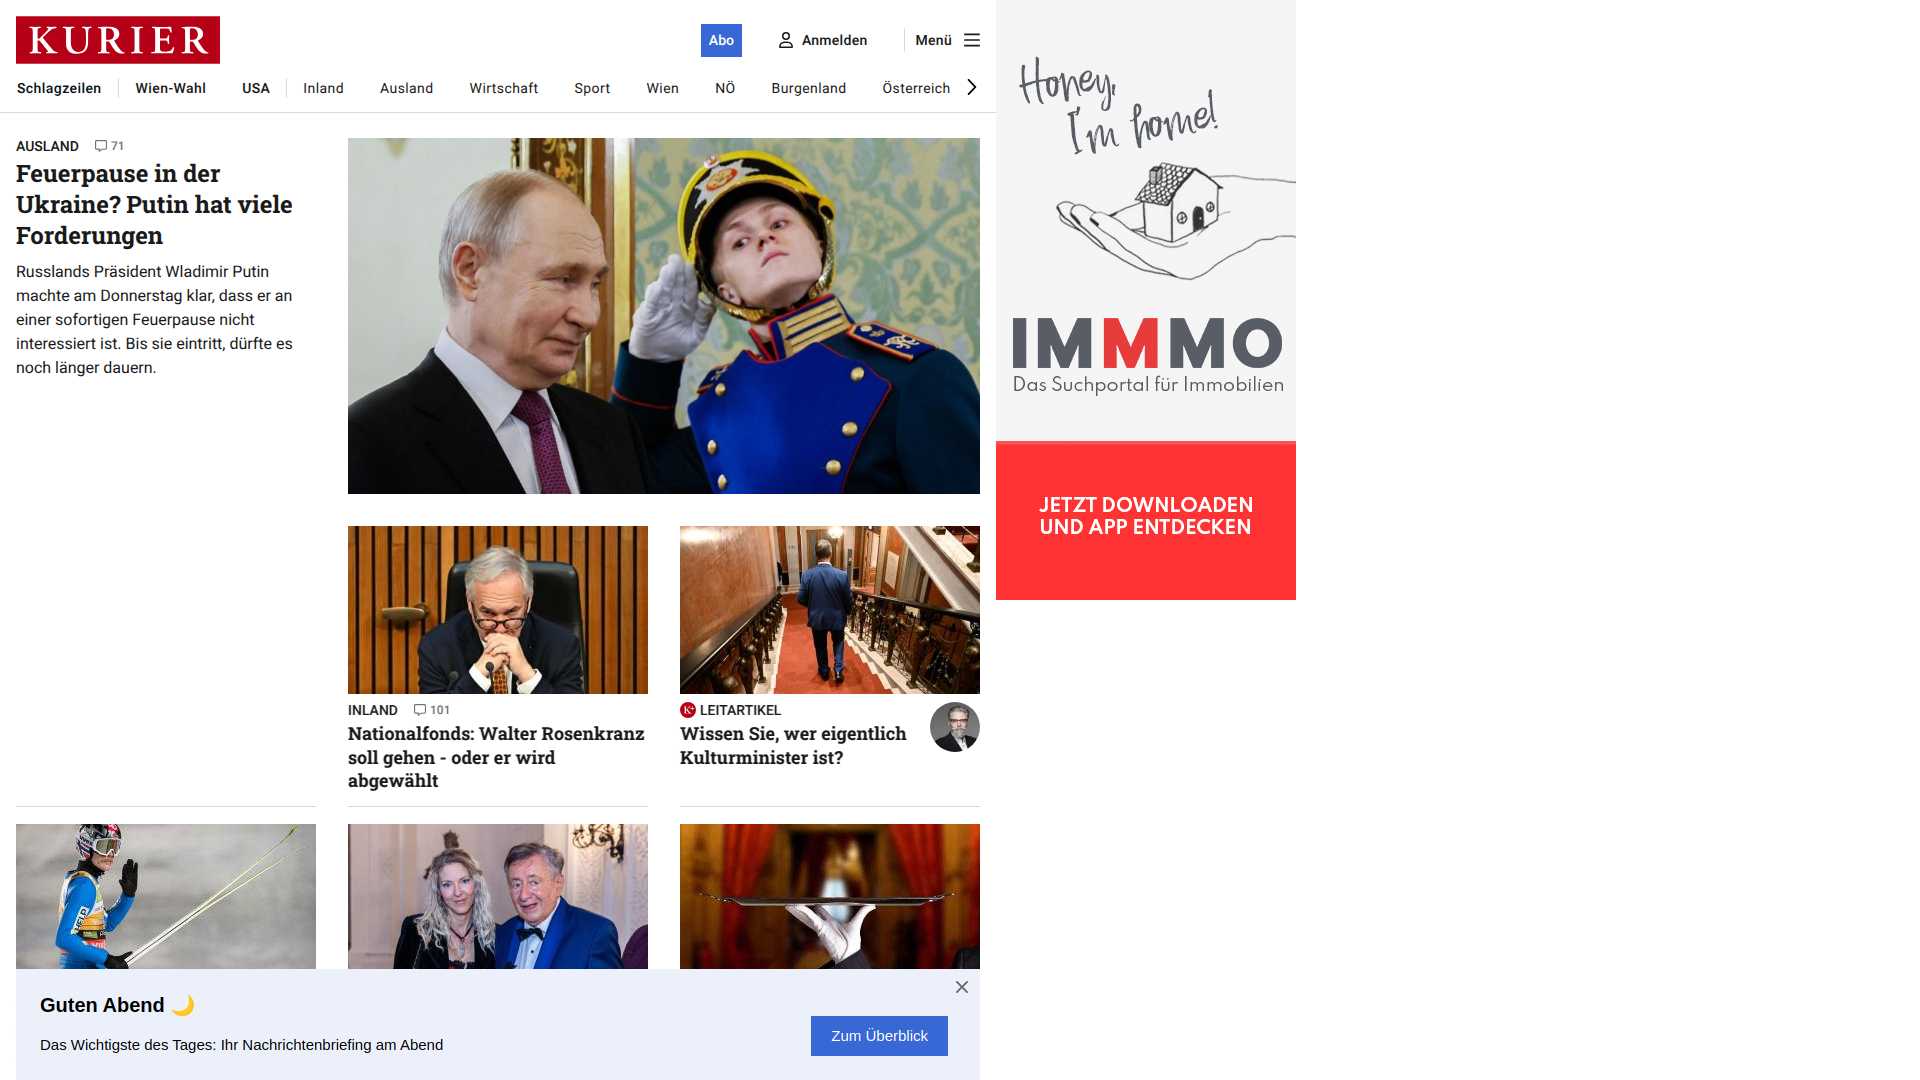 KURIER
Abo
Anmelden
Menü
Schlagzeilen
Wien-Wahl
USA
Inland
Ausland
Wirtschaft
Sport
Wien
NÖ
Burgenland
Österreich
AUSLAND 71
Feuerpause in der
Ukraine? Putin hat viele
Forderungen
Russlands Präsident Wladimir Putin
machte am Donnerstag klar, dass er an
einer sofortigen Feuerpause nicht
interessiert ist. Bis sie eintritt, dürfte es
noch länger dauern.
INLAND 101
Nationalfonds: Walter Rosenkranz
soll gehen - oder er wird
abgewählt
K+ LEITARTIKEL
Wissen Sie, wer eigentlich
Kulturminister ist?
Guten Abend 🌙
Das Wichtigste des Tages: Ihr Nachrichtenbriefing am Abend
Zum Überblick
Honey,
I'm home!
IMMMO
Das Suchportal für Immobilien
JETZT DOWNLOADEN
UND APP ENTDECKEN